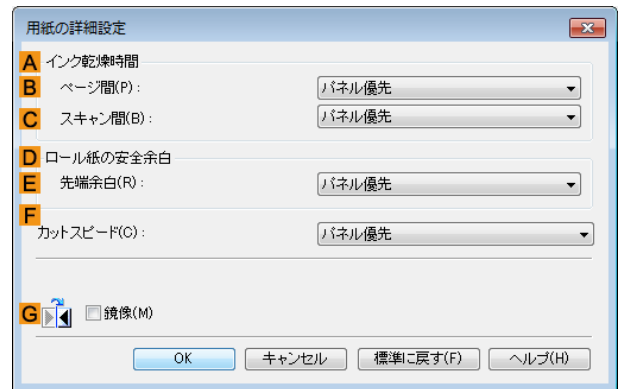 用紙の詳細設定
A インク乾燥時間
B ページ間(P): パネル優先
C スキャン間(B): パネル優先
D ロール紙の安全余白
E 先端余白(R): パネル優先
F
カットスピード(C): パネル優先
G 鏡像(M)
OK キャンセル 標準に戻す(F) ヘルプ(H)